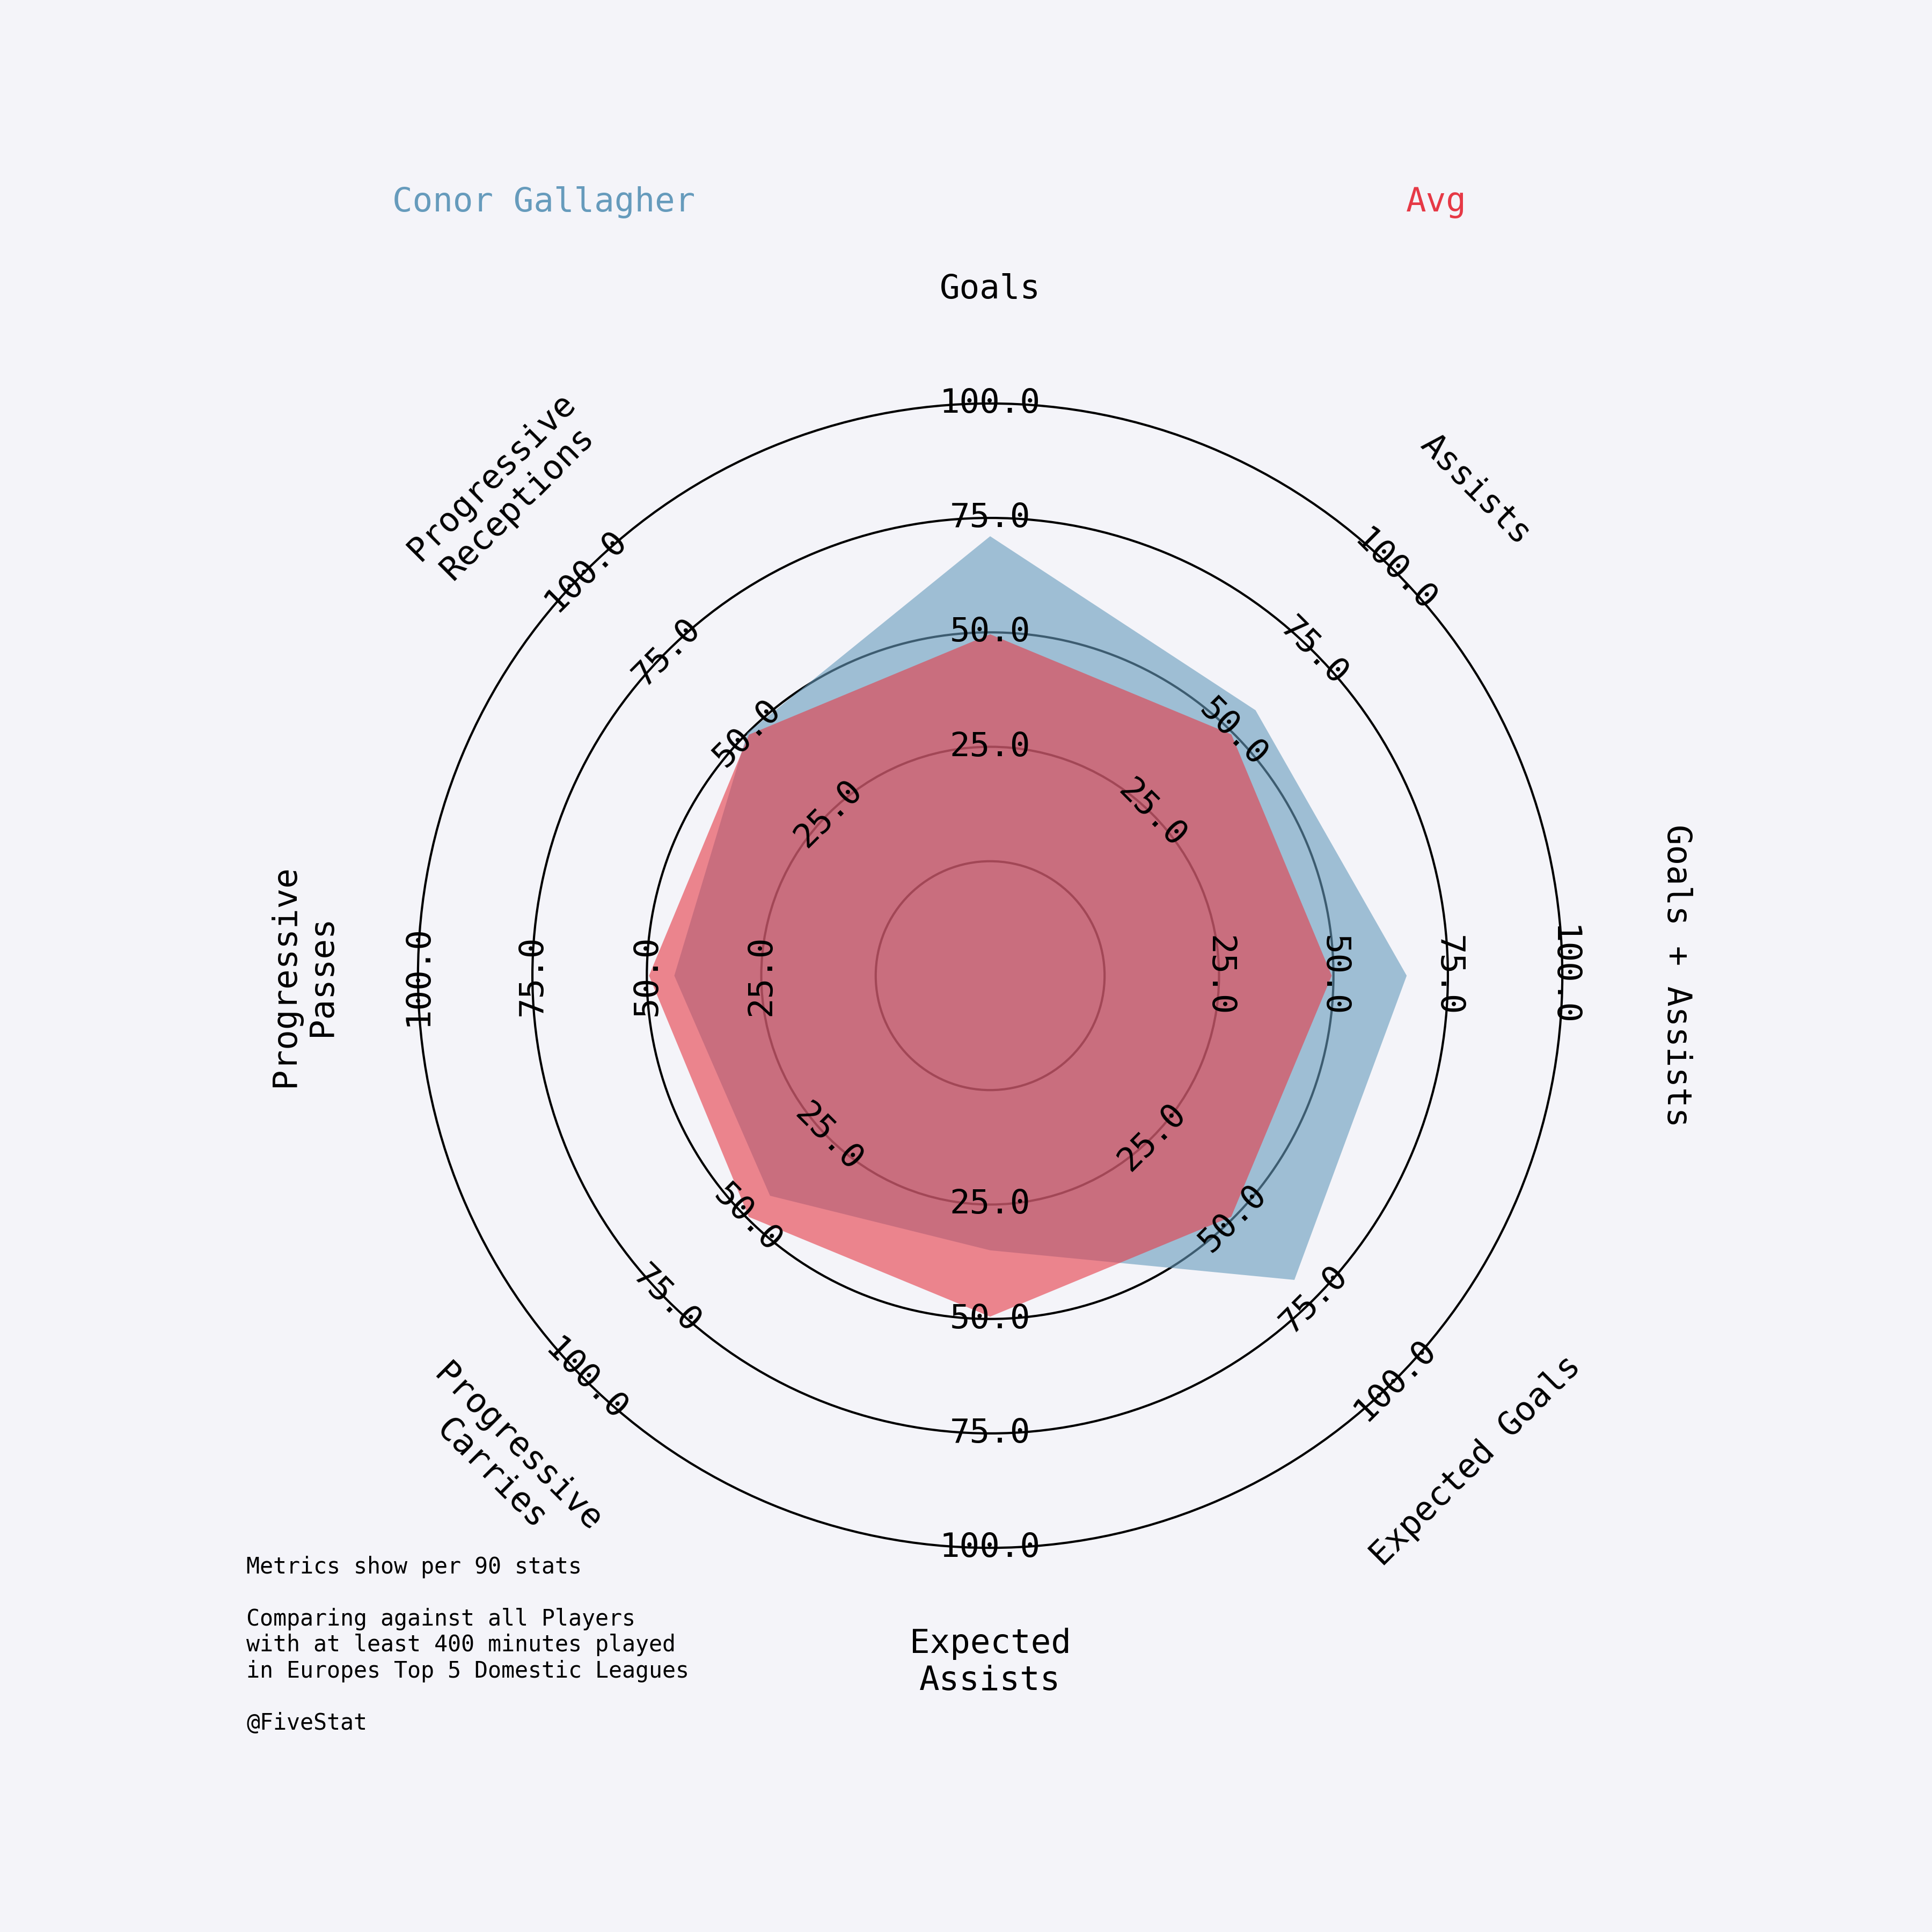 Conor Gallagher
Avg
Goals
Assists
Goals + Assists
Expected Goals
Expected
Assists
Progressive
Carries
Progressive
Passes
Progressive
Receptions
25.0
50.0
75.0
100.0
25.0
50.0
75.0
100.0
25.0
50.0
75.0
100.0
25.0
50.0
75.0
100.0
25.0
50.0
75.0
100.0
25.0
50.0
75.0
100.0
25.0
50.0
75.0
100.0
25.0
50.0
75.0
100.0
Metrics show per 90 stats
Comparing against all Players
with at least 400 minutes played
in Europes Top 5 Domestic Leagues
@FiveStat